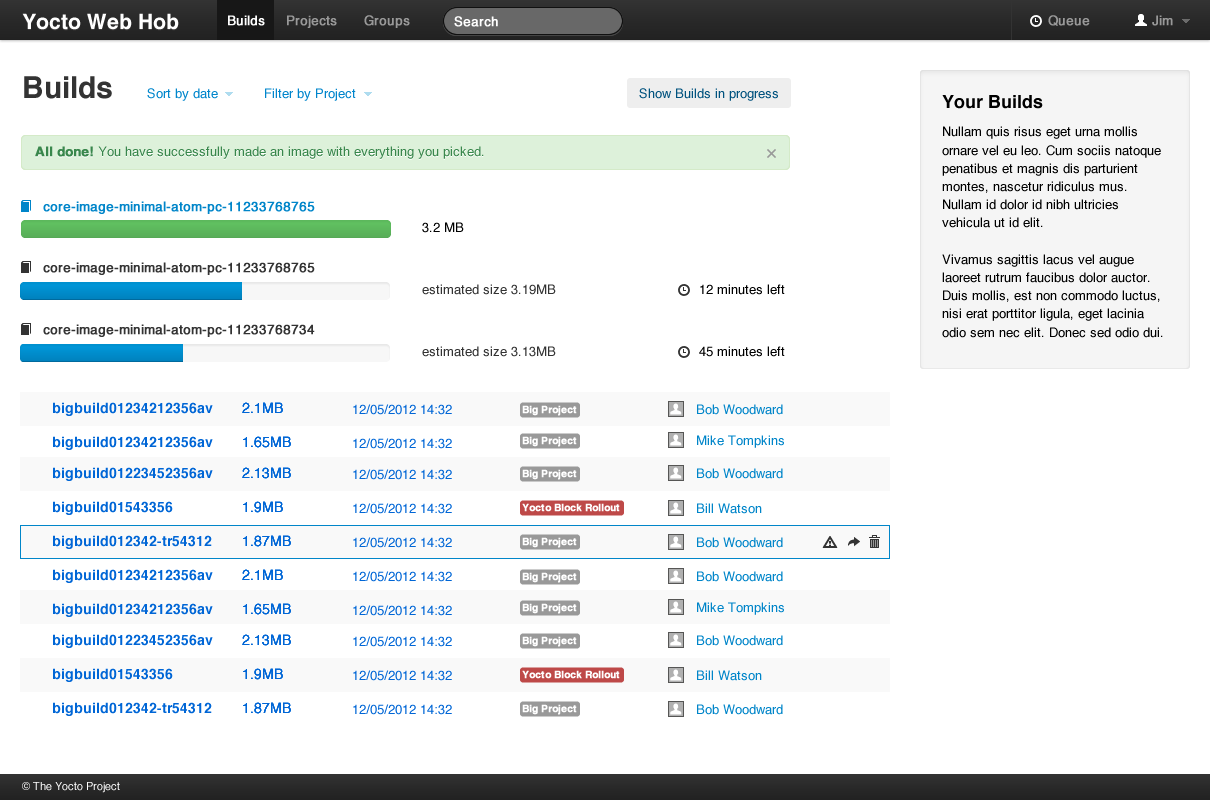 Yocto Web Hob Builds Projects Groups Search Queue Jim
Builds Sort by date Filter by Project Show Builds in progress
All done! You have successfully made an image with everything you picked. ×
core-image-minimal-atom-pc-11233768765
3.2 MB
core-image-minimal-atom-pc-11233768765
estimated size 3.19MB 12 minutes left
core-image-minimal-atom-pc-11233768734
estimated size 3.13MB 45 minutes left
bigbuild01234212356av 2.1MB 12/05/2012 14:32 Big Project Bob Woodward
bigbuild01234212356av 1.65MB 12/05/2012 14:32 Big Project Mike Tompkins
bigbuild01223452356av 2.13MB 12/05/2012 14:32 Big Project Bob Woodward
bigbuild01543356 1.9MB 12/05/2012 14:32 Yocto Block Rollout Bill Watson
bigbuild012342-tr54312 1.87MB 12/05/2012 14:32 Big Project Bob Woodward
bigbuild01234212356av 2.1MB 12/05/2012 14:32 Big Project Bob Woodward
bigbuild01234212356av 1.65MB 12/05/2012 14:32 Big Project Mike Tompkins
bigbuild01223452356av 2.13MB 12/05/2012 14:32 Big Project Bob Woodward
bigbuild01543356 1.9MB 12/05/2012 14:32 Yocto Block Rollout Bill Watson
bigbuild012342-tr54312 1.87MB 12/05/2012 14:32 Big Project Bob Woodward
Your Builds
Nullam quis risus eget urna mollis
ornare vel eu leo. Cum sociis natoque
penatibus et magnis dis parturient
montes, nascetur ridiculus mus.
Nullam id dolor id nibh ultricies
vehicula ut id elit.
Vivamus sagittis lacus vel augue
laoreet rutrum faucibus dolor auctor.
Duis mollis, est non commodo luctus,
nisi erat porttitor ligula, eget lacinia
odio sem nec elit. Donec sed odio dui.
© The Yocto Project